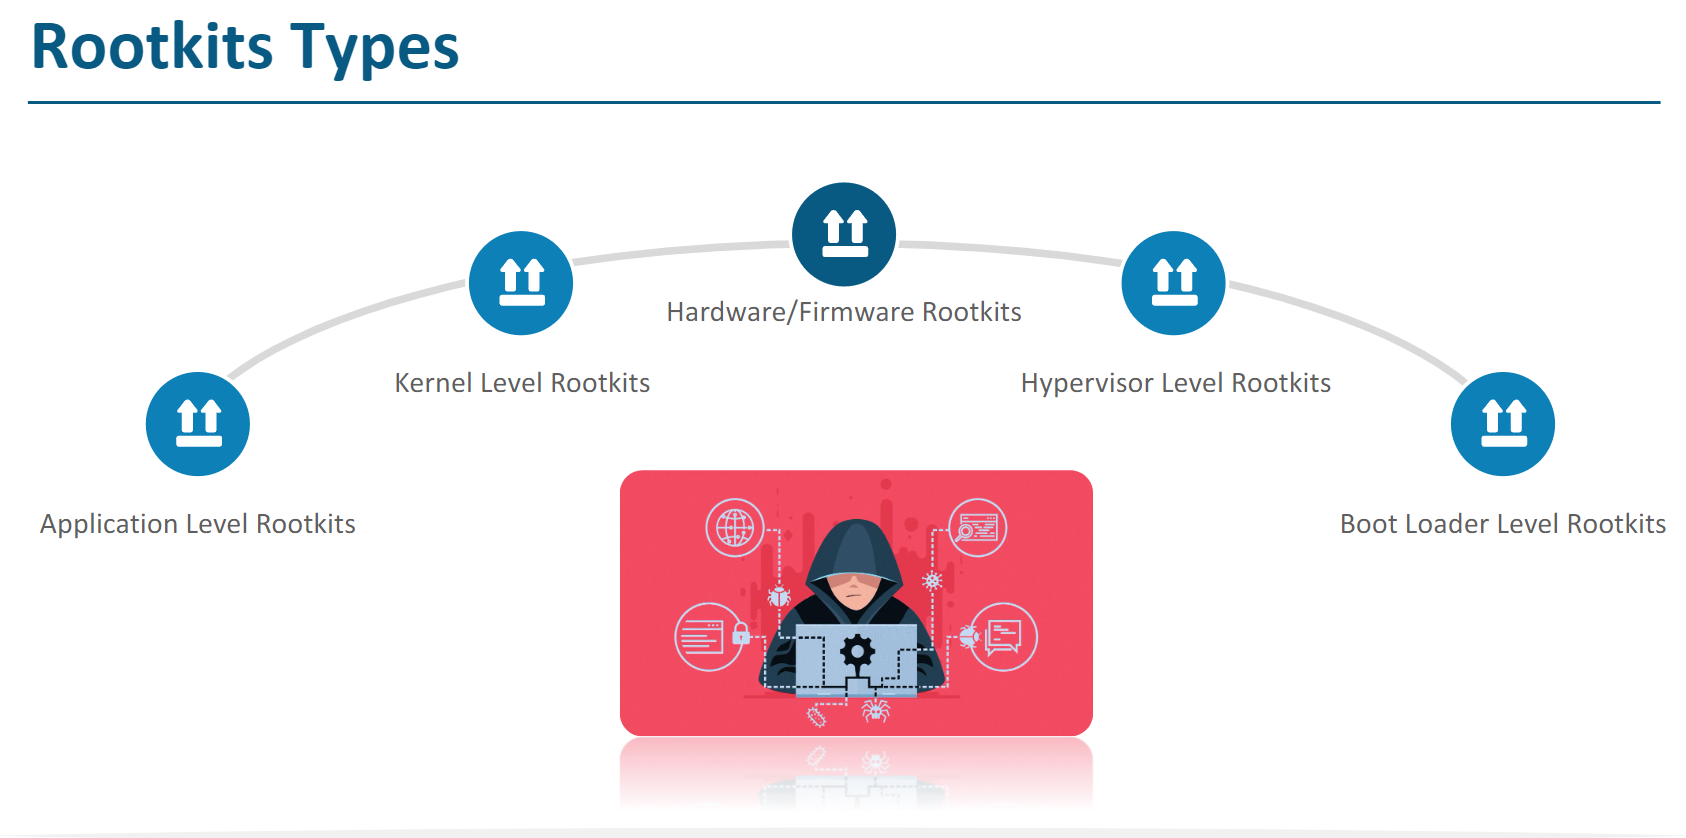 Rootkits Types
Hardware/Firmware Rootkits
Kernel Level Rootkits
Hypervisor Level Rootkits
Application Level Rootkits
Boot Loader Level Rootkits